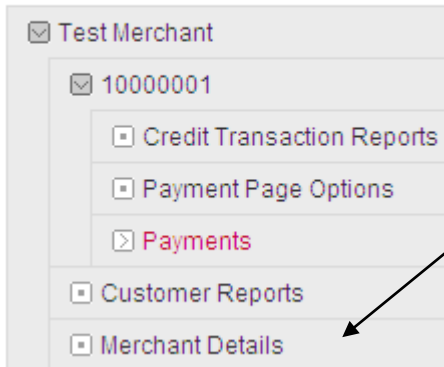 Test Merchant
10000001
Credit Transaction Reports
Payment Page Options
Payments
Customer Reports
Merchant Details